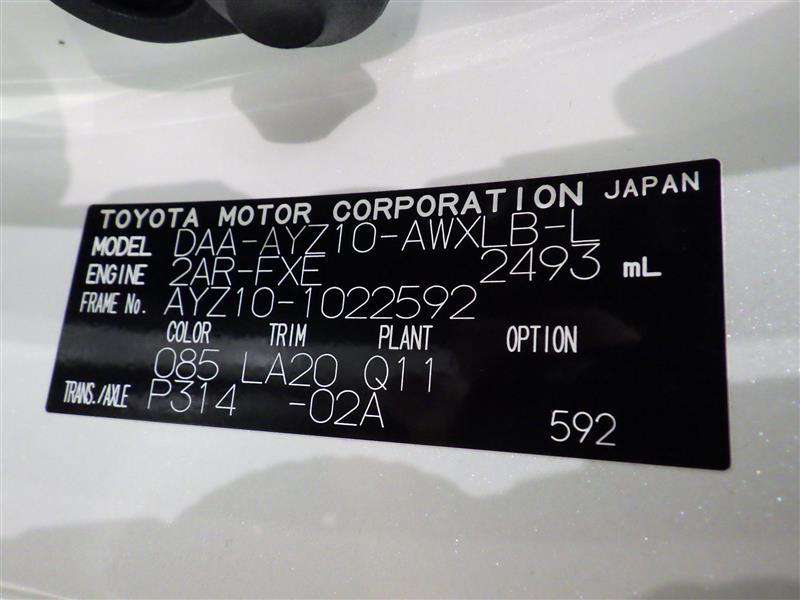 TOYOTA MOTOR CORPORATION JAPAN
MODEL DAA-AYZ10-AWXLB-L
ENGINE 2AR-FXE 2493 mL
FRAME No. AYZ10-1022592
COLOR TRIM PLANT OPTION
085 LA20 Q11
TRANS./AXLE P314 -02A 592